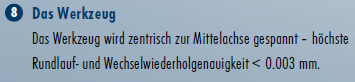 8 Das Werkzeug
Das Werkzeug wird zentrisch zur Mittelachse gespannt – höchste
Rundlauf- und Wechselwiederholgenauigkeit < 0.003 mm.